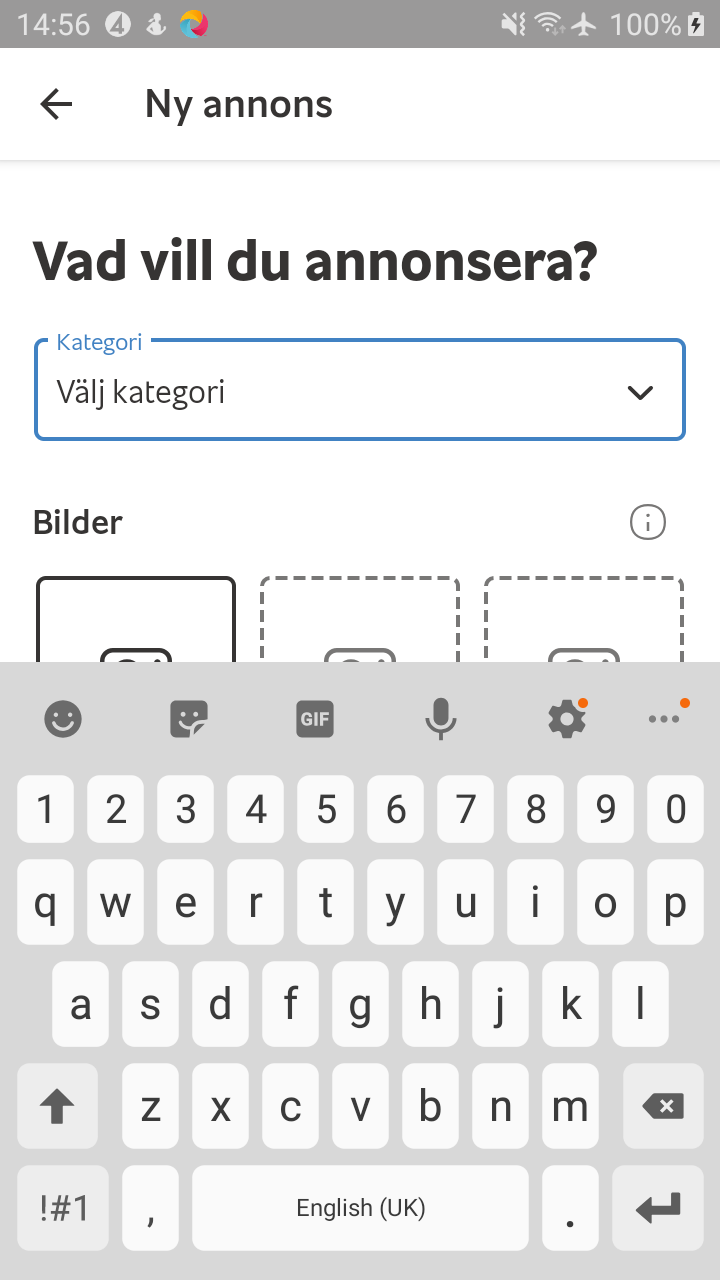 14:56
100%
Ny annons
Vad vill du annonsera?
Kategori
Välj kategori
Bilder
GIF
1 2 3 4 5 6 7 8 9 0
q w e r t y u i o p
a s d f g h j k l
z x c v b n m
!#1 , English (UK) .